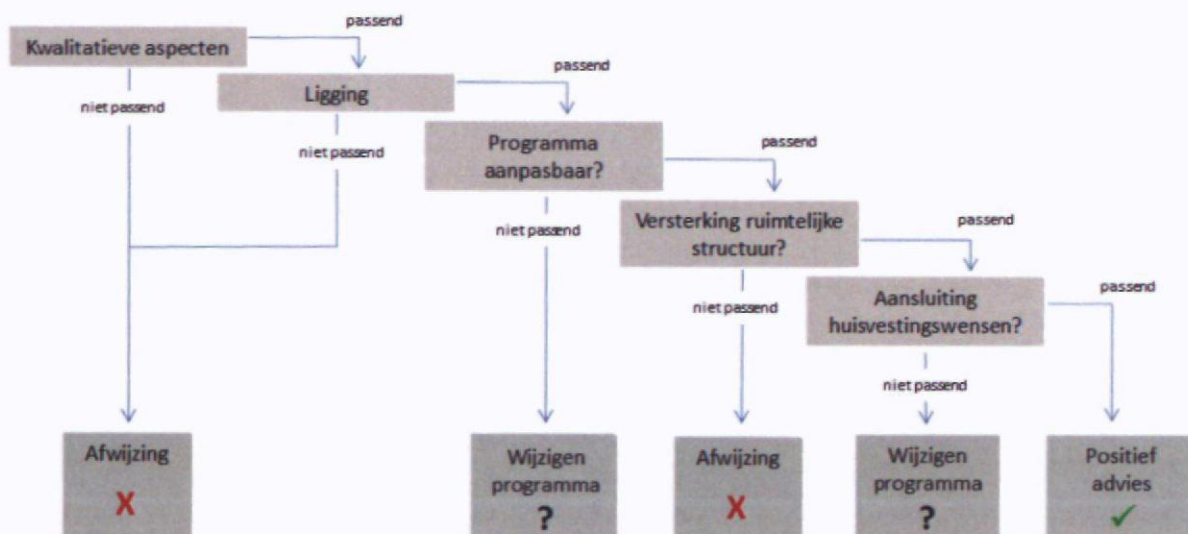 passend
Kwalitatieve aspecten
passend
niet passend
Ligging
passend
niet passend
Programma
aanpasbaar?
passend
niet passend
Versterking ruimtelijke
structuur?
passend
niet passend
Aansluiting
huisvestingswensen?
niet passend
Afwijzing
X
Wijzigen
programma
?
Afwijzing
X
Wijzigen
programma
?
Positief
advies
✓